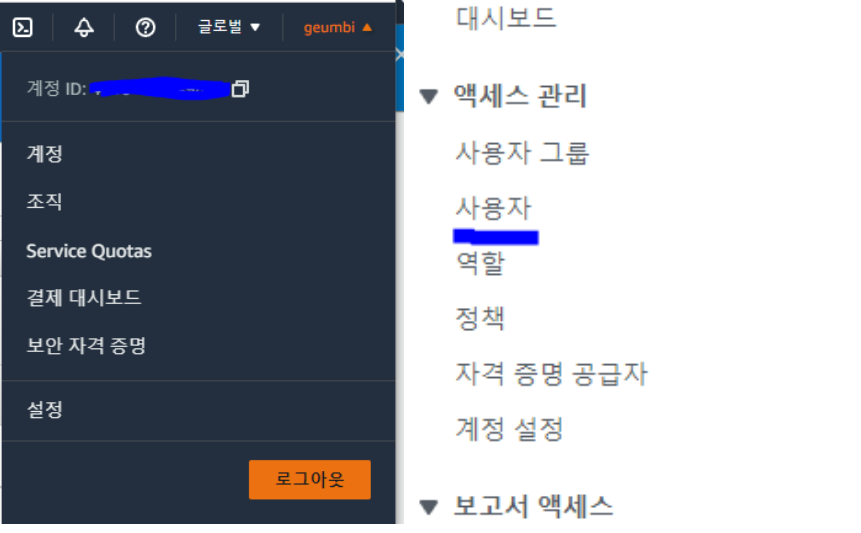 글로벌 ▼
geumbi ▲
계정 ID:
계정
조직
Service Quotas
결제 대시보드
보안 자격 증명
설정
로그아웃
대시보드
▼ 액세스 관리
사용자 그룹
사용자
역할
정책
자격 증명 공급자
계정 설정
▼ 보고서 액세스